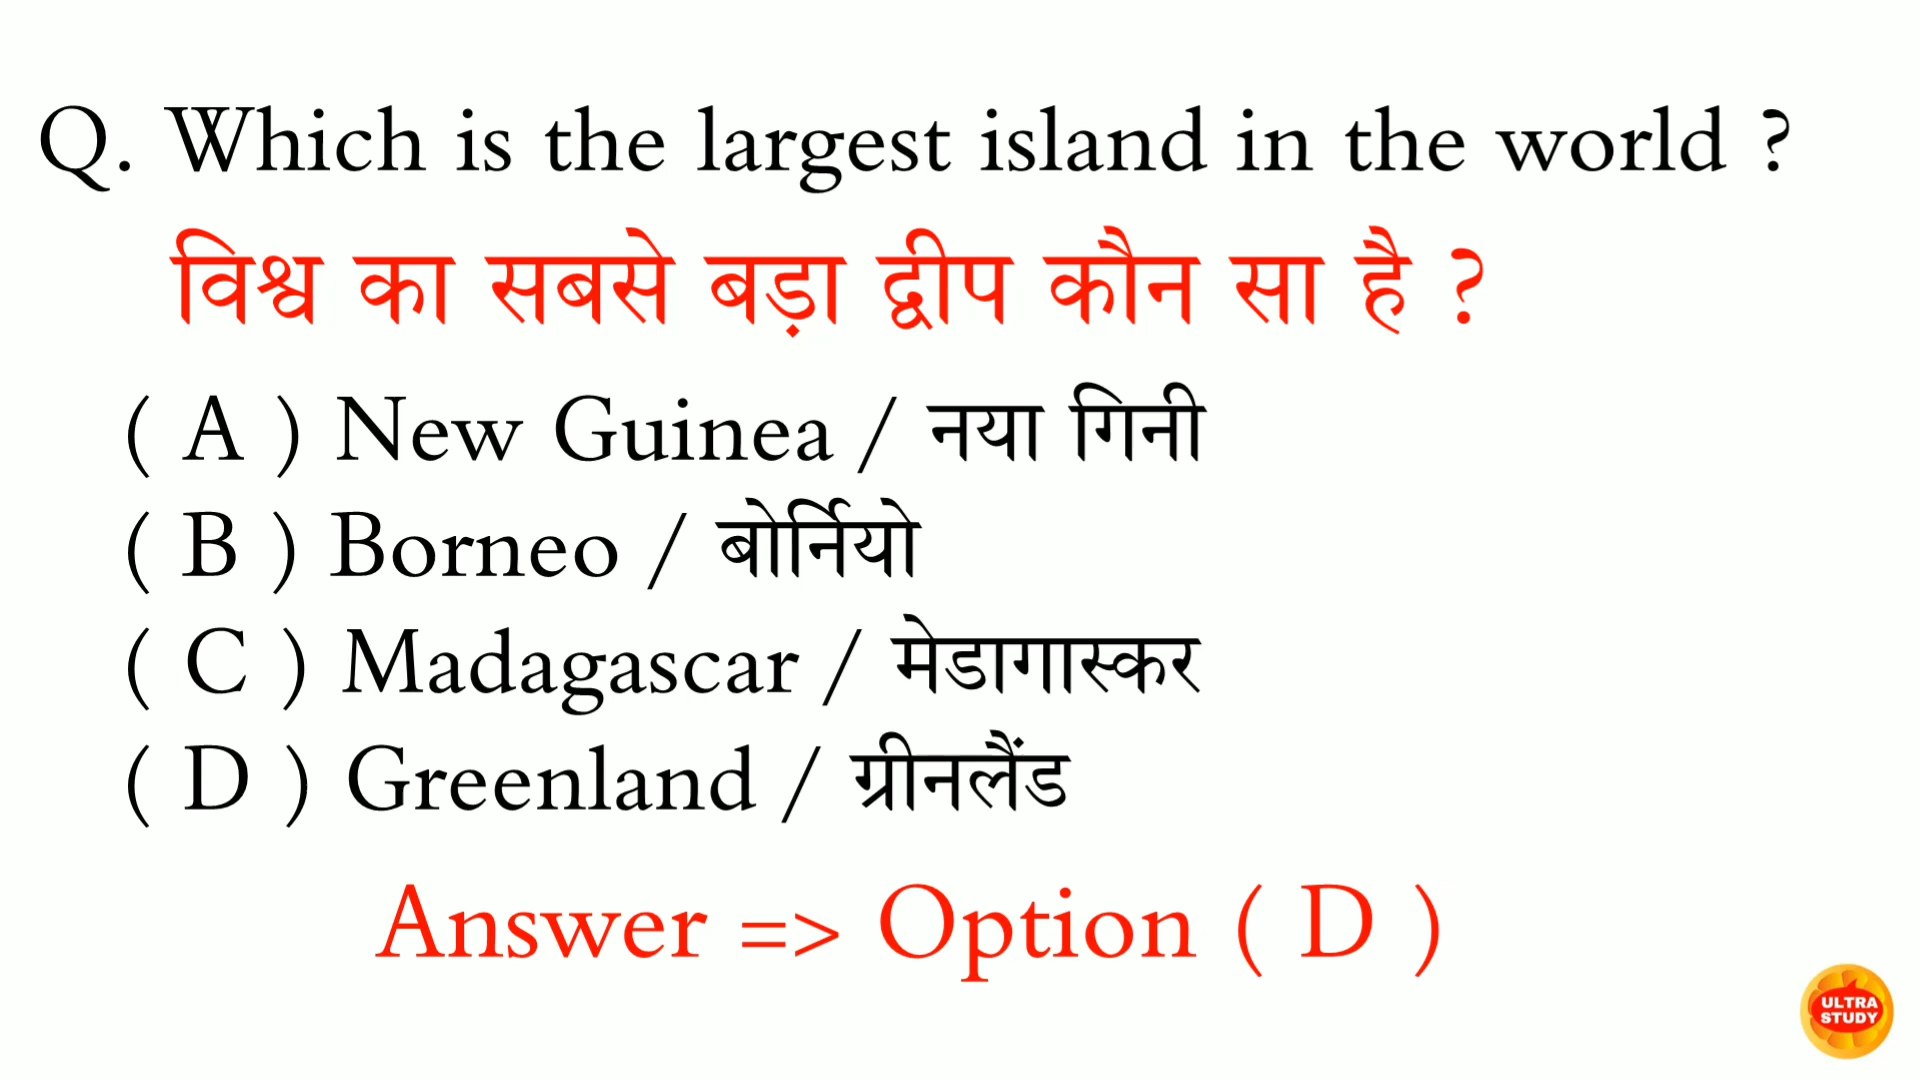 Q. Which is the largest island in the world ?
विश्व का सबसे बड़ा द्वीप कौन सा है ?
( A ) New Guinea / नया गिनी
( B ) Borneo / बोर्नियो
( C ) Madagascar / मेडागास्कर
( D ) Greenland / ग्रीनलैंड
Answer => Option ( D )
ULTRA
STUDY